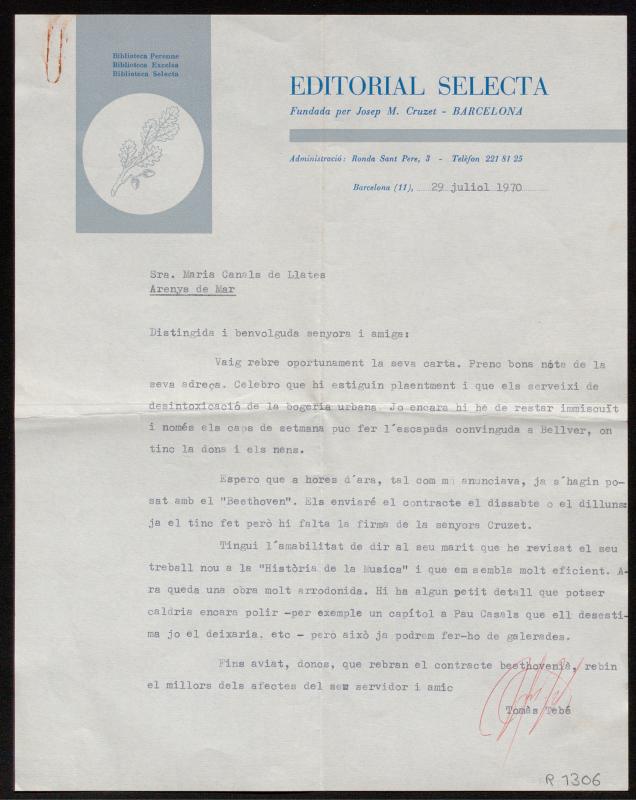 Biblioteca Perenne
Biblioteca Excelsa
Biblioteca Selecta
EDITORIAL SELECTA
Fundada per Josep M. Cruzet - BARCELONA
Administració: Ronda Sant Pere, 3 - Telèfon 221 81 25
Barcelona (11), 29 juliol 1970
Sra. Maria Canals de Llates
Arenys de Mar
Distingida i benvolguda senyora i amiga:
Vaig rebre oportunament la seva carta. Prenc bona nota de la
seva adreça. Celebro que hi estiguin plaentment i que els serveixi de
desintoxicació de la bogeria urbana. Jo encara hi he de restar immiscuït
i només els caps de setmana puc fer l'escapada convinguda a Bellver, on
tinc la dona i els nens.
Espero que a hores d'ara, tal com m' anunciava, ja s'hagin po-
sat amb el "Beethoven". Els enviaré el contracte el dissabte o el dilluns:
ja el tinc fet però hi falta la firma de la senyora Cruzet.
Tingui l'amabilitat de dir al seu marit que he revisat el seu
treball nou a la "Història de la Musica" i que em sembla molt eficient. A-
ra queda una obra molt arrodonida. Hi ha algun petit detall que potser
caldria encara polir -per exemple un capítol a Pau Casals que ell desesti-
ma jo el deixaria. etc - però això ja podrem fer-ho de galerades.
Fins aviat, doncs, que rebran el contracte beethovenià, rebin
el millors dels afectes del seu servidor i amic
Tomàs Tebé
R 1306